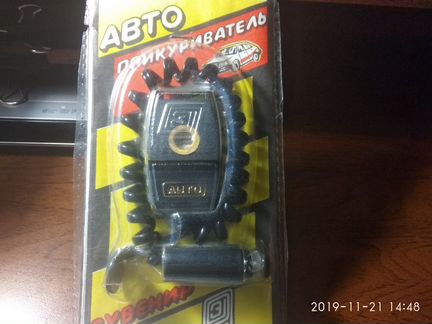 АВТО
ПРИКУРИВАТЕЛЬ
Э
АВТО
СУВЕНИР
Э
2019-11-21 14:48